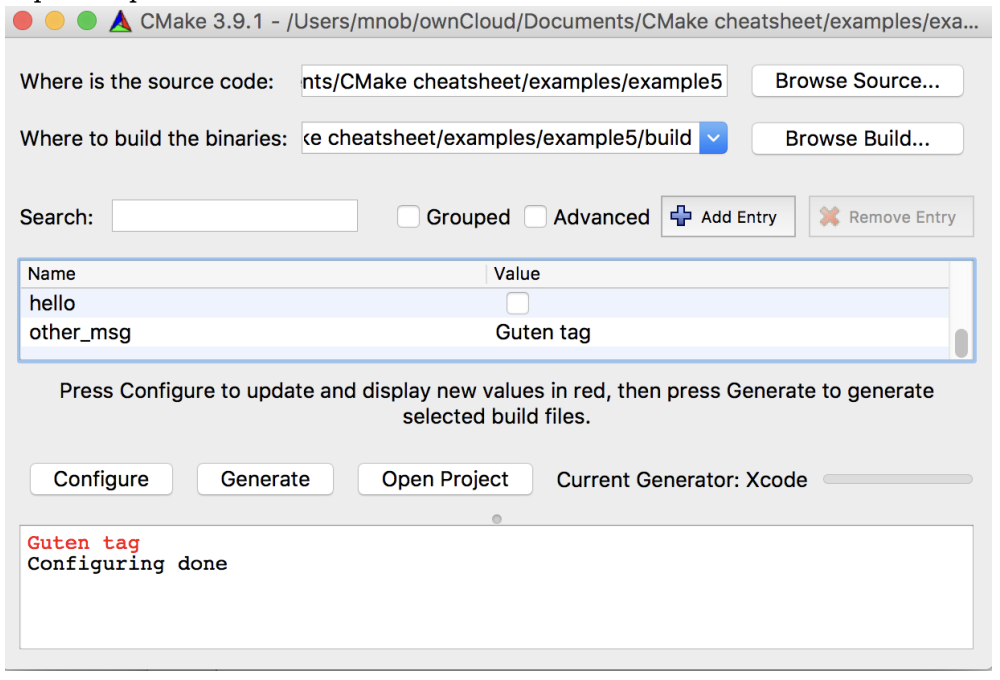 CMake 3.9.1 - /Users/mnob/ownCloud/Documents/CMake cheatsheet/examples/exa...
Where is the source code: nts/CMake cheatsheet/examples/example5 Browse Source...
Where to build the binaries: ke cheatsheet/examples/example5/build Browse Build...
Search: Grouped Advanced Add Entry Remove Entry
Name Value
hello
other_msg Guten tag
Press Configure to update and display new values in red, then press Generate to generate
selected build files.
Configure Generate Open Project Current Generator: Xcode
Guten tag
Configuring done